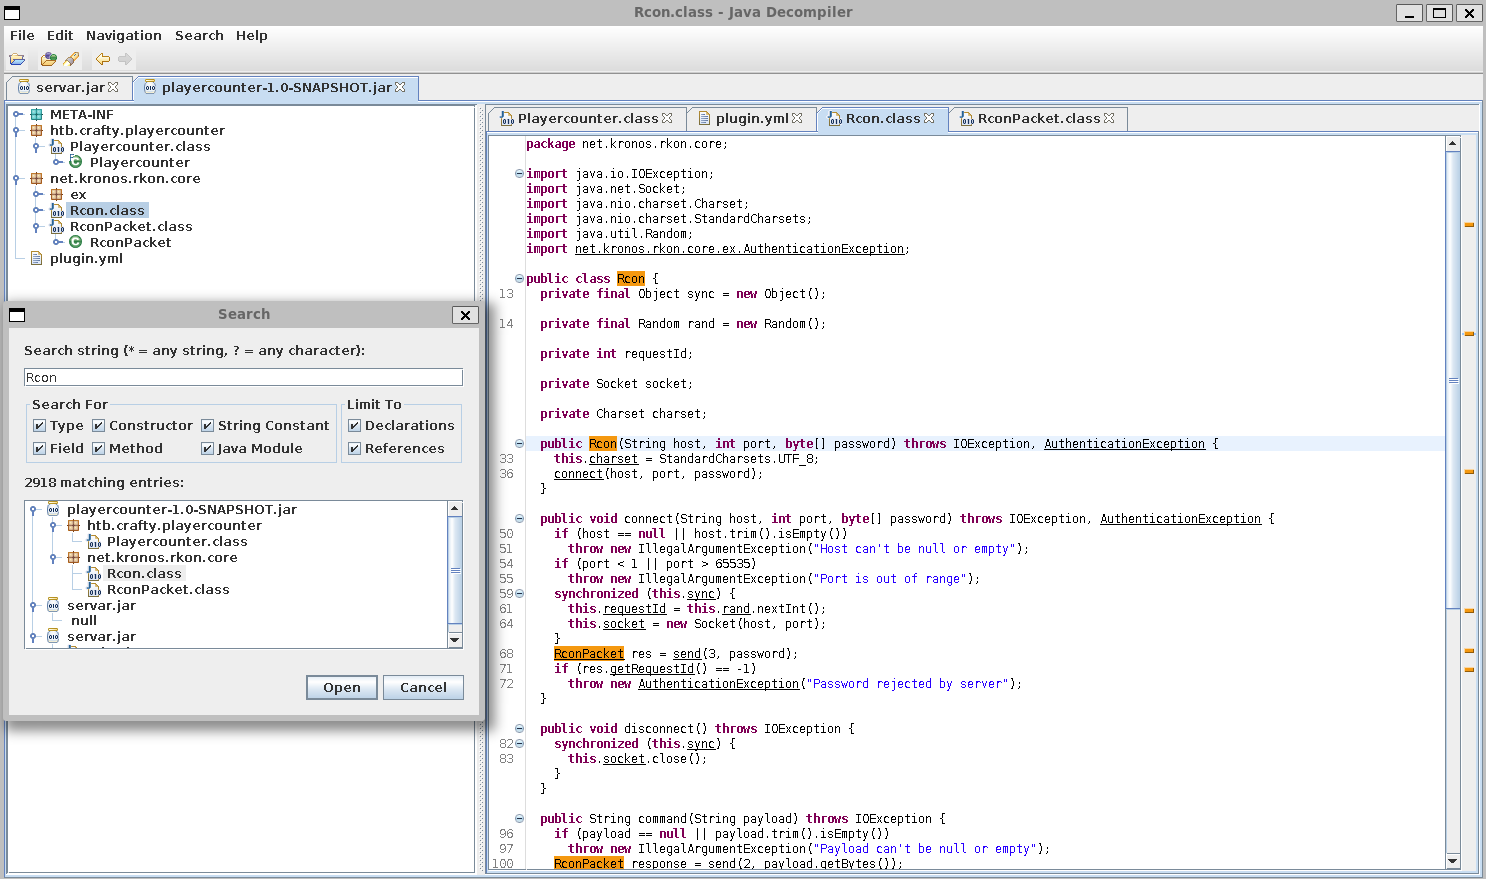 Rcon.class - Java Decompiler
File Edit Navigation Search Help
servar.jar
playercounter-1.0-SNAPSHOT.jar
META-INF
htb.crafty.playercounter
Playercounter.class
Playercounter
net.kronos.rkon.core
ex
Rcon.class
RconPacket.class
RconPacket
plugin.yml
Search
Search string (* = any string, ? = any character):
Rcon
Search For
Type Constructor String Constant
Field Method Java Module
Limit To
Declarations
References
2918 matching entries:
playercounter-1.0-SNAPSHOT.jar
htb.crafty.playercounter
Playercounter.class
net.kronos.rkon.core
Rcon.class
RconPacket.class
servar.jar
null
servar.jar
Open Cancel
Playercounter.class plugin.yml Rcon.class RconPacket.class
package net.kronos.rkon.core;
import java.io.IOException;
import java.net.Socket;
import java.nio.charset.Charset;
import java.nio.charset.StandardCharsets;
import java.util.Random;
import net.kronos.rkon.core.ex.AuthenticationException;
public class Rcon {
13 private final Object sync = new Object();
14 private final Random rand = new Random();
private int requestId;
private Socket socket;
private Charset charset;
public Rcon(String host, int port, byte[] password) throws IOException, AuthenticationException {
33 this.charset = StandardCharsets.UTF_8;
36 connect(host, port, password);
}
public void connect(String host, int port, byte[] password) throws IOException, AuthenticationException {
50 if (host == null || host.trim().isEmpty())
51 throw new IllegalArgumentException("Host can't be null or empty");
54 if (port < 1 || port > 65535)
55 throw new IllegalArgumentException("Port is out of range");
59 synchronized (this.sync) {
61 this.requestId = this.rand.nextInt();
64 this.socket = new Socket(host, port);
}
68 RconPacket res = send(3, password);
71 if (res.getRequestId() == -1)
72 throw new AuthenticationException("Password rejected by server");
}
public void disconnect() throws IOException {
82 synchronized (this.sync) {
83 this.socket.close();
}
}
public String command(String payload) throws IOException {
96 if (payload == null || payload.trim().isEmpty())
97 throw new IllegalArgumentException("Payload can't be null or empty");
100 RconPacket response = send(2, payload.getBytes());